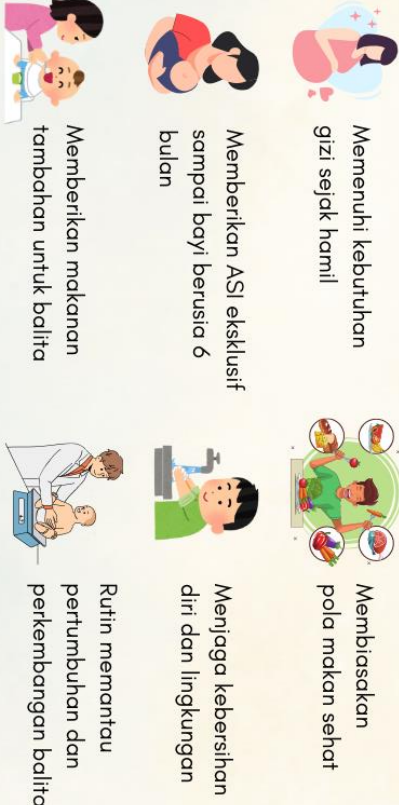 Memenuhi kebutuhan
gizi sejak hamil
Memberikan ASI eksklusif
sampai bayi berusia 6
bulan
Memberikan makanan
tambahan untuk balita
Membiasakan
pola makan sehat
Menjaga kebersihan
diri dan lingkungan
Rutin memantau
pertumbuhan dan
perkembangan balita